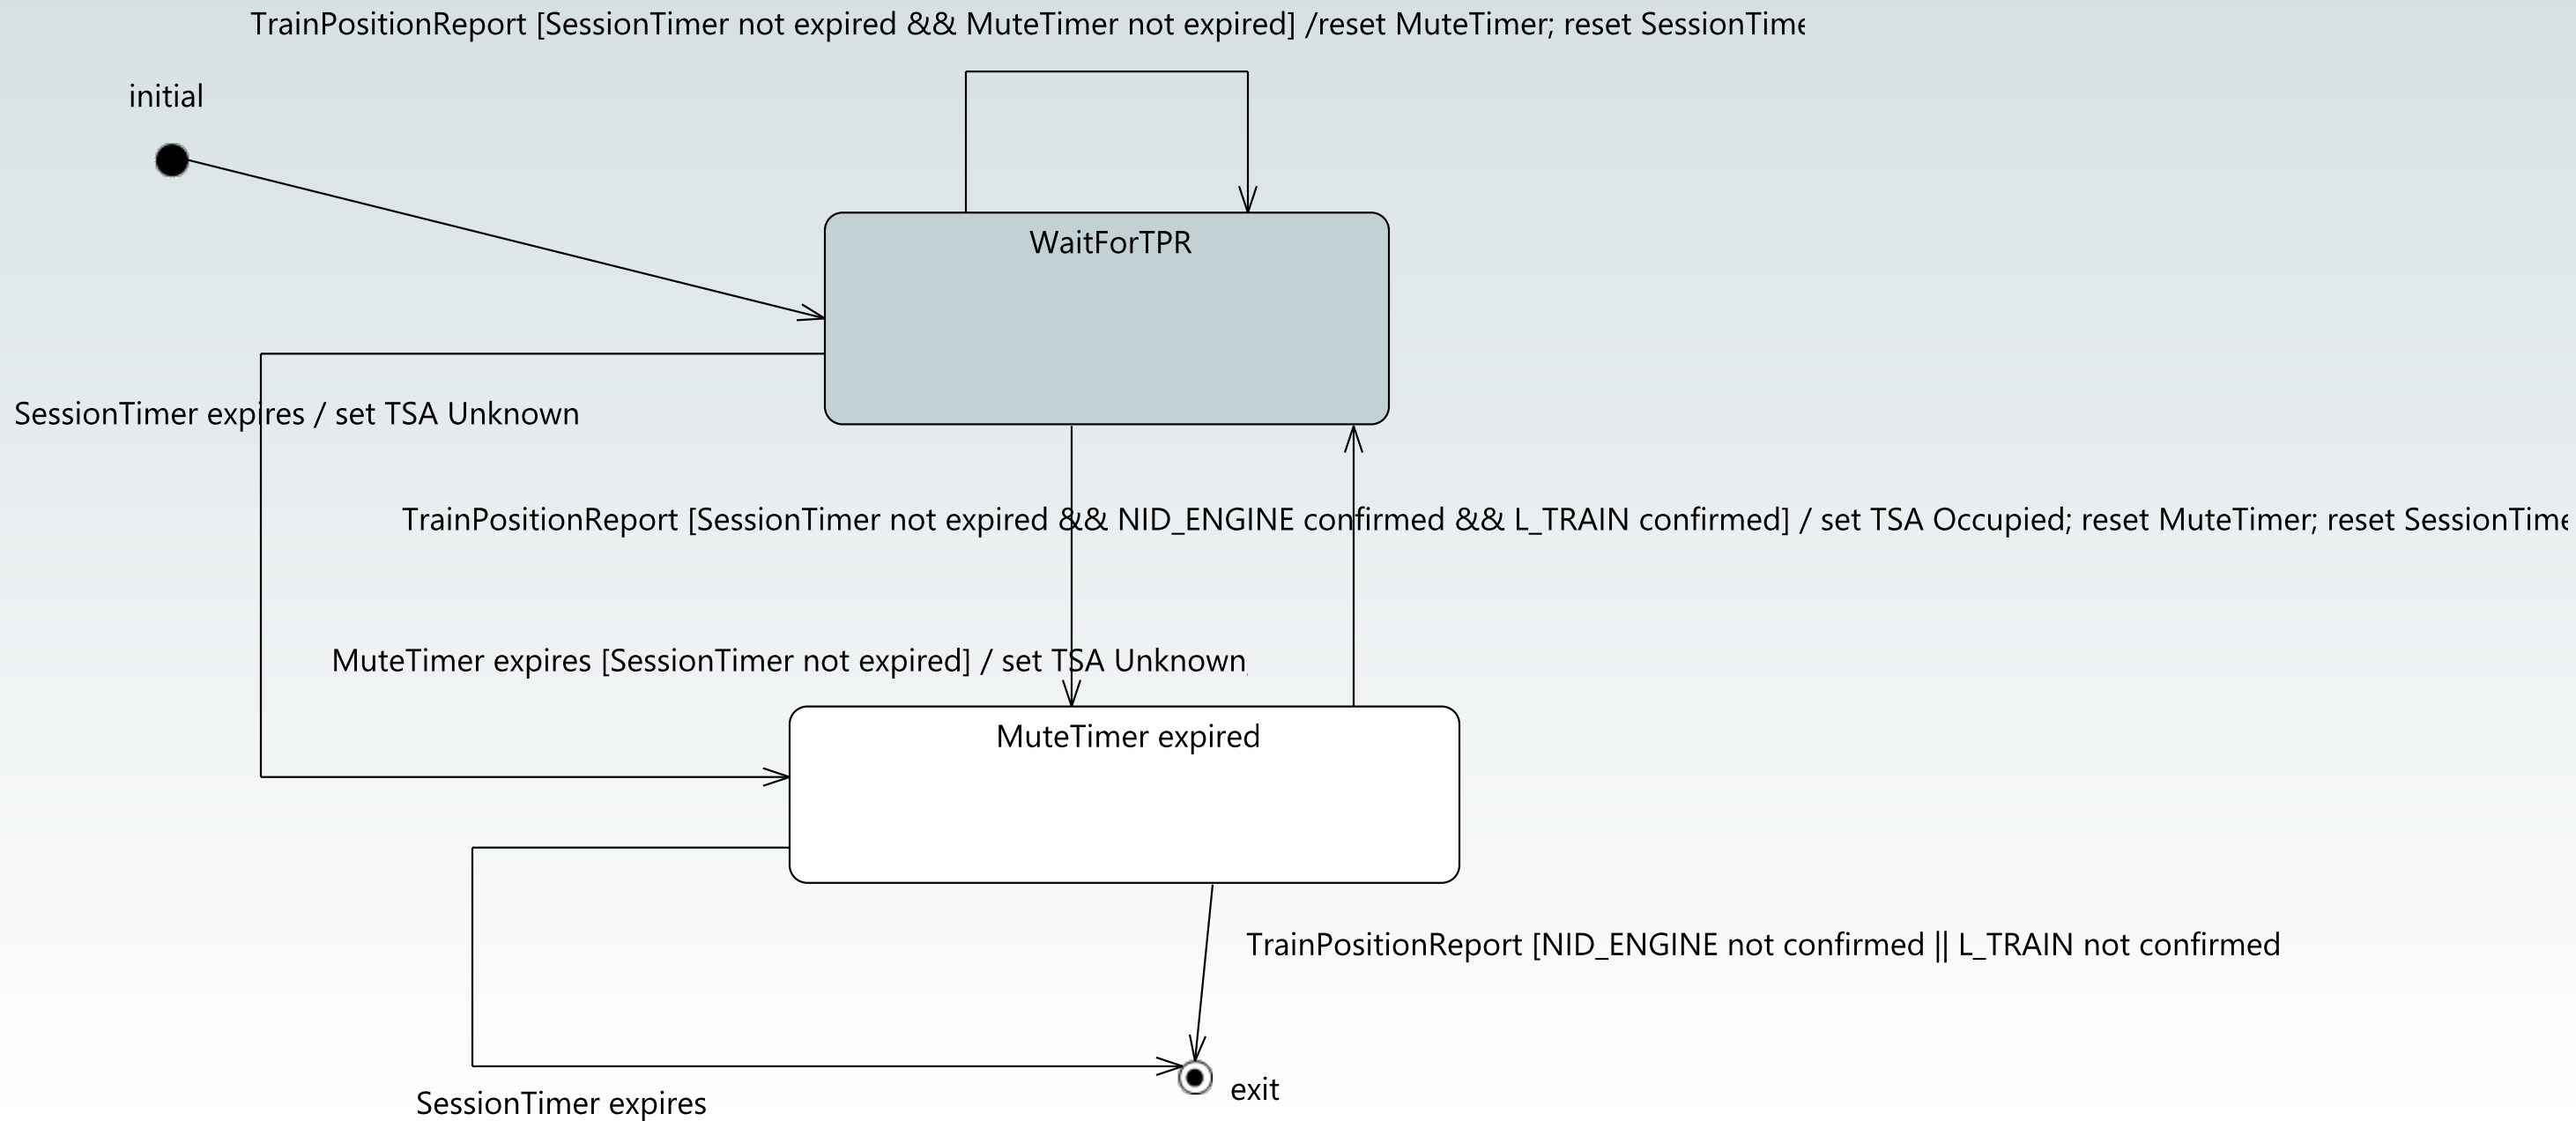 TrainPositionReport [SessionTimer not expired && MuteTimer not expired] /reset MuteTimer; reset SessionTime
initial
WaitForTPR
SessionTimer expires / set TSA Unknown
TrainPositionReport [SessionTimer not expired && NID_ENGINE confirmed && L_TRAIN confirmed] / set TSA Occupied; reset MuteTimer; reset SessionTime
MuteTimer expires [SessionTimer not expired] / set TSA Unknown
MuteTimer expired
TrainPositionReport [NID_ENGINE not confirmed || L_TRAIN not confirmed
exit
SessionTimer expires